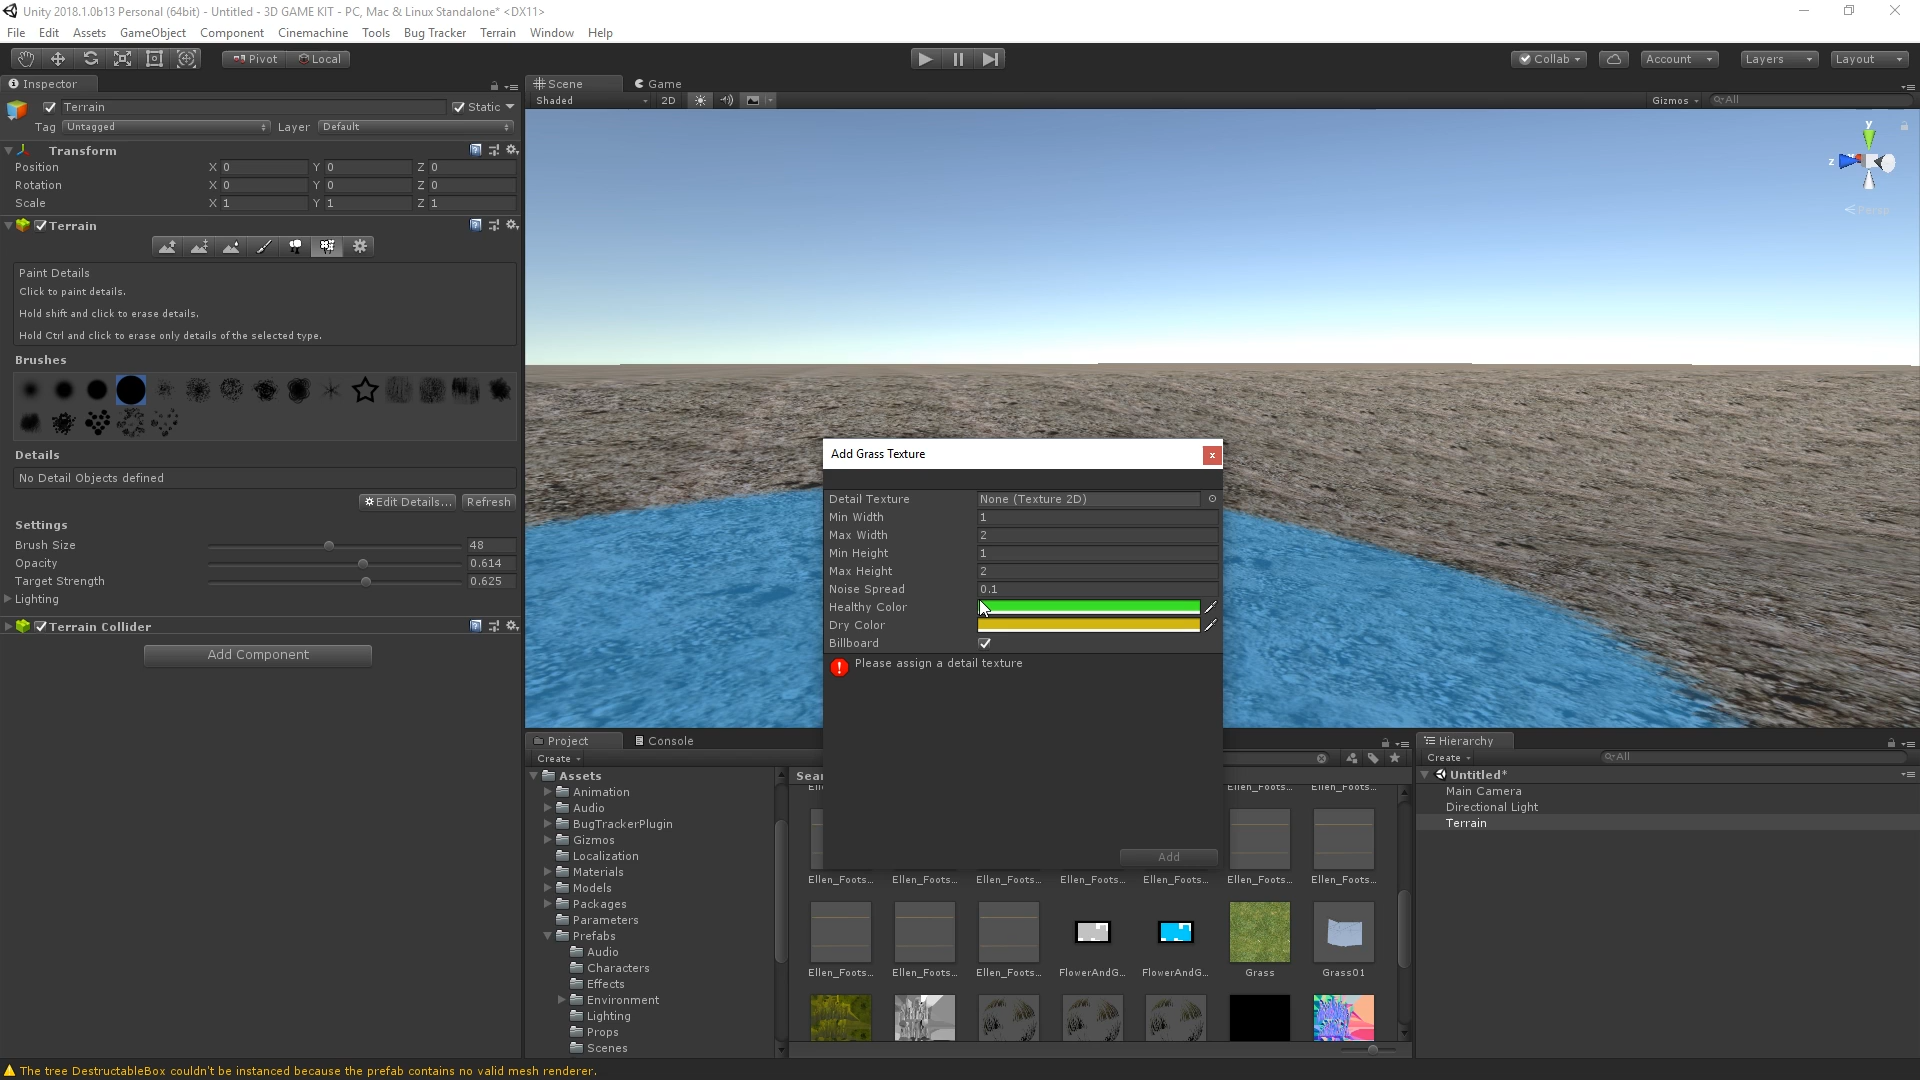 Unity 2018.1.0b13 Personal (64bit) - Untitled - 3D GAME KIT - PC, Mac & Linux Standalone* <DX11>
File Edit Assets GameObject Component Cinemachine Tools Bug Tracker Terrain Window Help
Pivot Local
Collab Account Layers Layout
Inspector
Terrain Static
Tag Untagged Layer Default
Transform
Position X 0 Y 0 Z 0
Rotation X 0 Y 0 Z 0
Scale X 1 Y 1 Z 1
Terrain
Paint Details
Click to paint details.
Hold shift and click to erase details.
Hold Ctrl and click to erase only details of the selected type.
Brushes
Details
No Detail Objects defined
Edit Details... Refresh
Settings
Brush Size 48
Opacity 0.614
Target Strength 0.625
Lighting
Terrain Collider
Add Component
Scene Game
Shaded 2D Gizmos All
y
z
Persp
Add Grass Texture x
Detail Texture None (Texture 2D)
Min Width 1
Max Width 2
Min Height 1
Max Height 2
Noise Spread 0.1
Healthy Color
Dry Color
Billboard
Please assign a detail texture
Add
Project Console
Create
Assets
Animation
Audio
BugTrackerPlugin
Gizmos
Localization
Materials
Models
Packages
Parameters
Prefabs
Audio
Characters
Effects
Environment
Lighting
Props
Scenes
Sear
Ellen_Foots... Ellen_Foots...
Ellen_Foots... Ellen_Foots... Ellen_Foots... Ellen_Foots... Ellen_Foots... Ellen_Foots... Ellen_Foots...
Ellen_Foots... Ellen_Foots... Ellen_Foots... FlowerAndG... FlowerAndG... Grass Grass01
Hierarchy
Create All
Untitled*
Main Camera
Directional Light
Terrain
The tree DestructableBox couldn't be instanced because the prefab contains no valid mesh renderer.